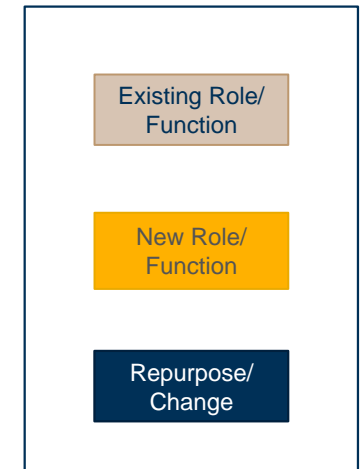 Existing Role/
Function
New Role/
Function
Repurpose/
Change